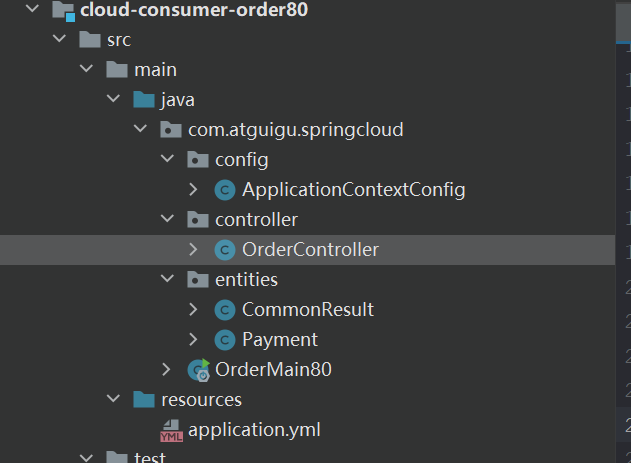 cloud-consumer-order80
src
main
java
com.atguigu.springcloud
config
ApplicationContextConfig
controller
OrderController
entities
CommonResult
Payment
OrderMain80
resources
YML application.yml
test